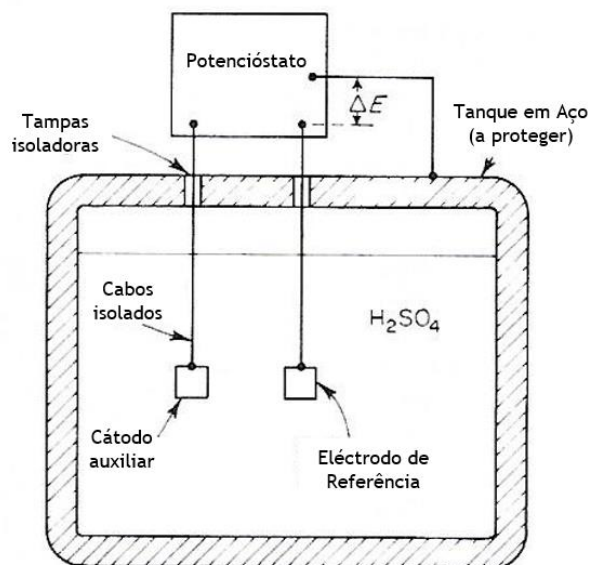 Potencióstato
ΔE
Tampas
isoladoras
Tanque em Aço
(a proteger)
Cabos
isolados
H₂SO₄
Cátodo
auxiliar
Eléctrodo de
Referência